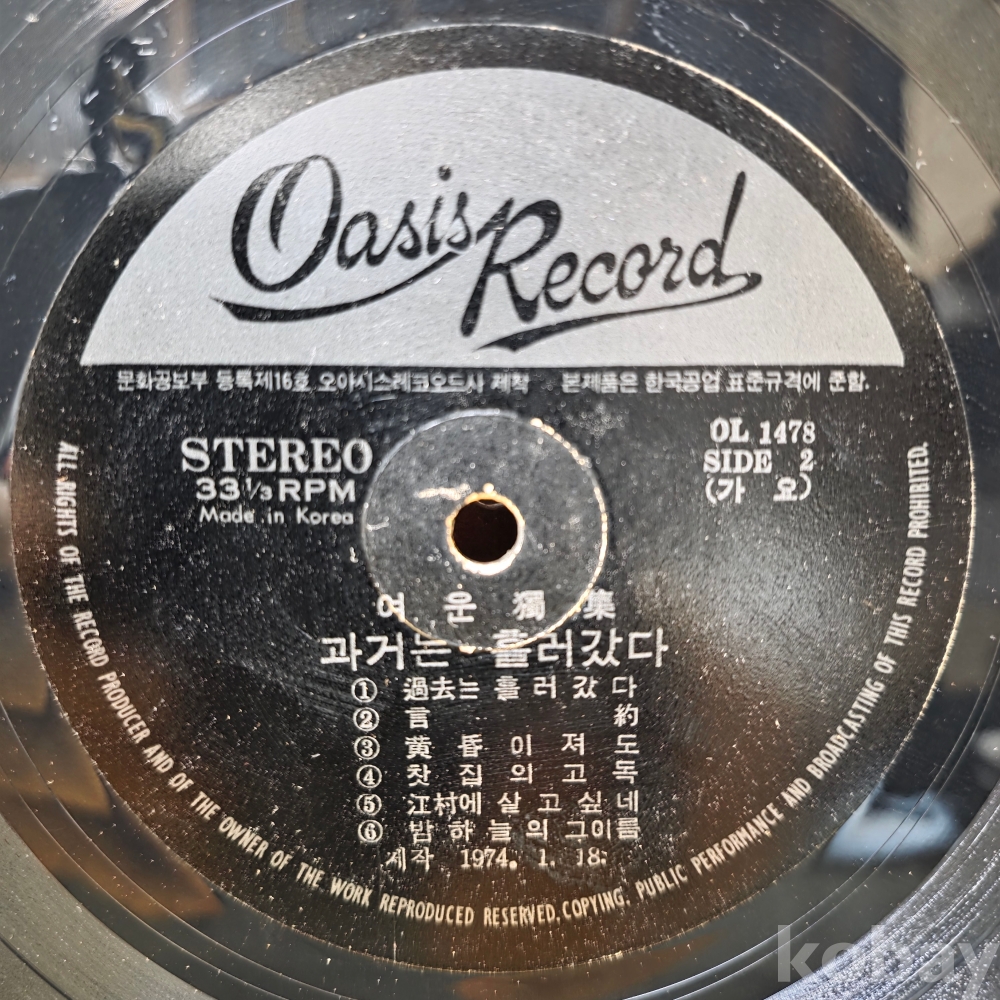 Oasis Record
문화공보부 등록제16호 오아시스레코오드사 제작 본제품은 한국공업 표준규격에 준함.
STEREO
33 1/3 RPM
Made in Korea
OL 1478
SIDE 2
(가 요)
여 운 獨 集
과거는 흘러갔다
① 過去는 흘러갔다
② 言 約
③ 黄昏이 져도
④ 찻집의 고독
⑤ 江村에 살고싶네
⑥ 밤하늘의 그이름
제작 1974. 1. 18.
ALL RIGHTS OF THE RECORD PRODUCER AND OF THE OWNER OF THE WORK REPRODUCED RESERVED. COPYING. PUBLIC PERFORMANCE AND BROADCASTING OF THIS RECORD PROHIBITED.
kobay